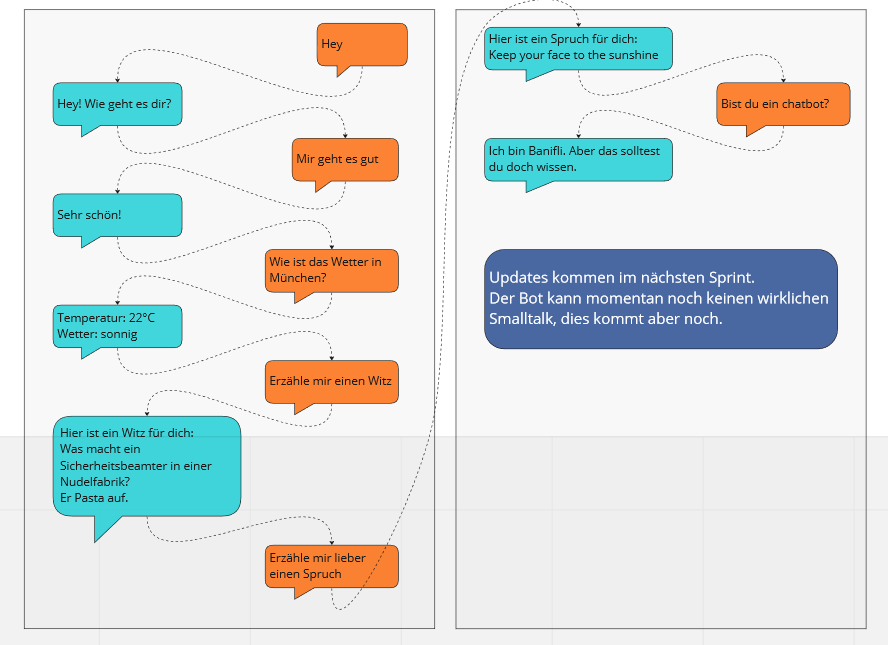 Hey
Hey! Wie geht es dir?
Mir geht es gut
Sehr schön!
Wie ist das Wetter in
München?
Temperatur: 22°C
Wetter: sonnig
Erzähle mir einen Witz
Hier ist ein Witz für dich:
Was macht ein
Sicherheitsbeamter in einer
Nudelfabrik?
Er Pasta auf.
Erzähle mir lieber
einen Spruch
Hier ist ein Spruch für dich:
Keep your face to the sunshine
Bist du ein chatbot?
Ich bin Banifli. Aber das solltest
du doch wissen.
Updates kommen im nächsten Sprint.
Der Bot kann momentan noch keinen wirklichen
Smalltalk, dies kommt aber noch.